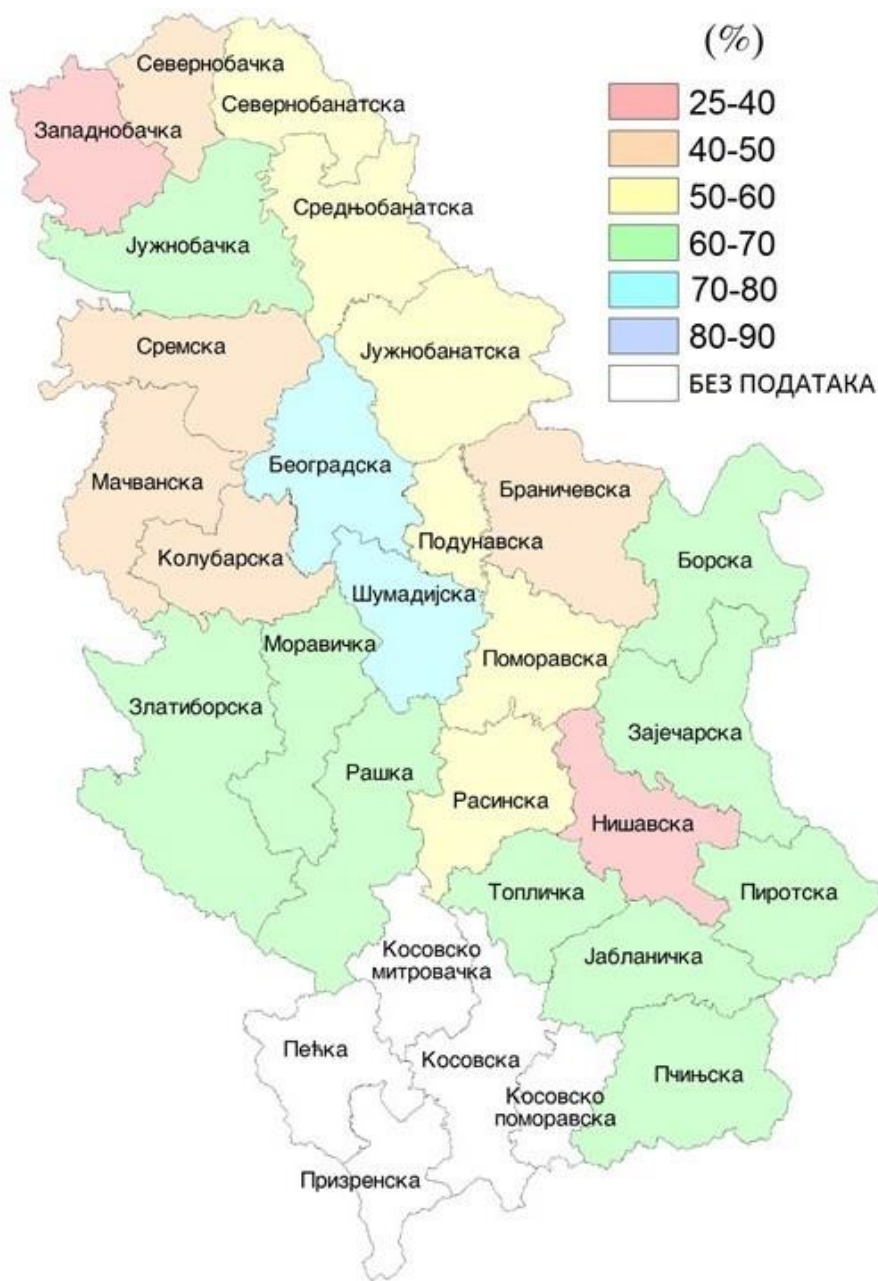 (%)
25-40
40-50
50-60
60-70
70-80
80-90
БЕЗ ПОДАТАКА
Севернобачка
Севернобанатска
Западнобачка
Средњобанатска
Јужнобачка
Сремска
Јужнобанатска
Београдска
Мачванска
Браничевска
Колубарска
Подунавска
Борска
Шумадијска
Моравичка
Поморавска
Златиборска
Зајечарска
Рашка
Расинска
Нишавска
Топличка
Пиротска
Косовско
митровачка
Јабланичка
Пећка
Косовска
Пчињска
Косовско
поморавска
Призренска